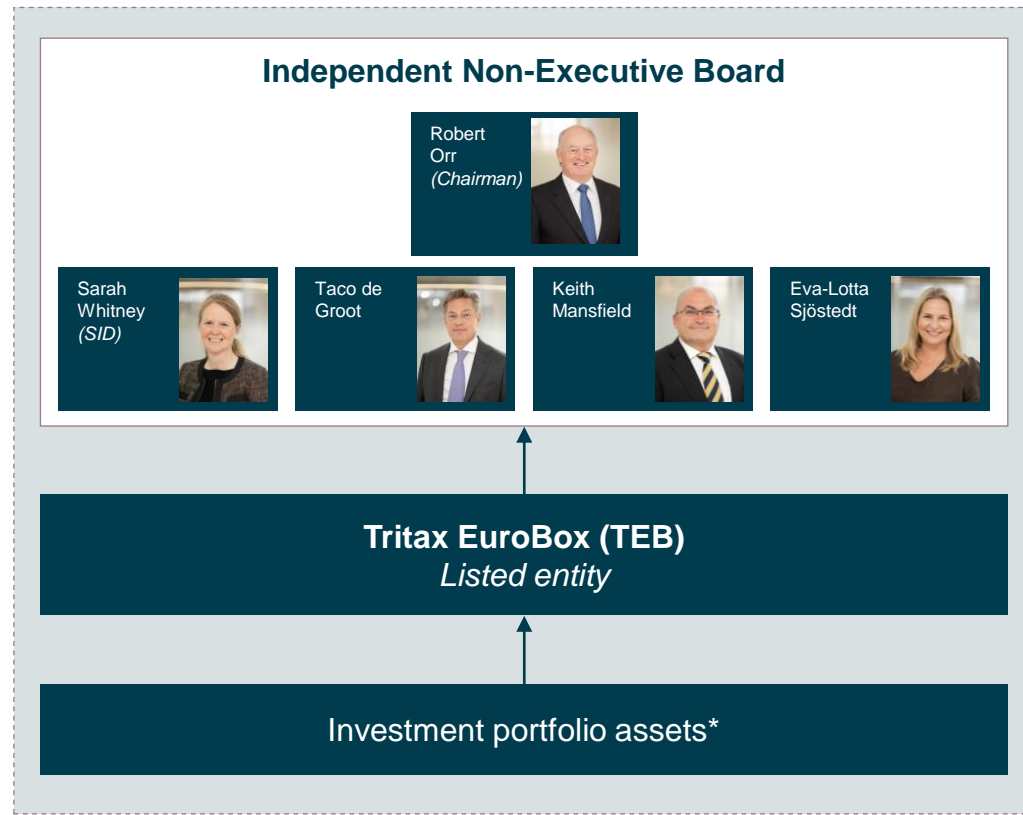 Independent Non-Executive Board
Robert
Orr
(Chairman)
Sarah
Whitney
(SID)
Taco de
Groot
Keith
Mansfield
Eva-Lotta
Sjöstedt
Tritax EuroBox (TEB)
Listed entity
Investment portfolio assets*